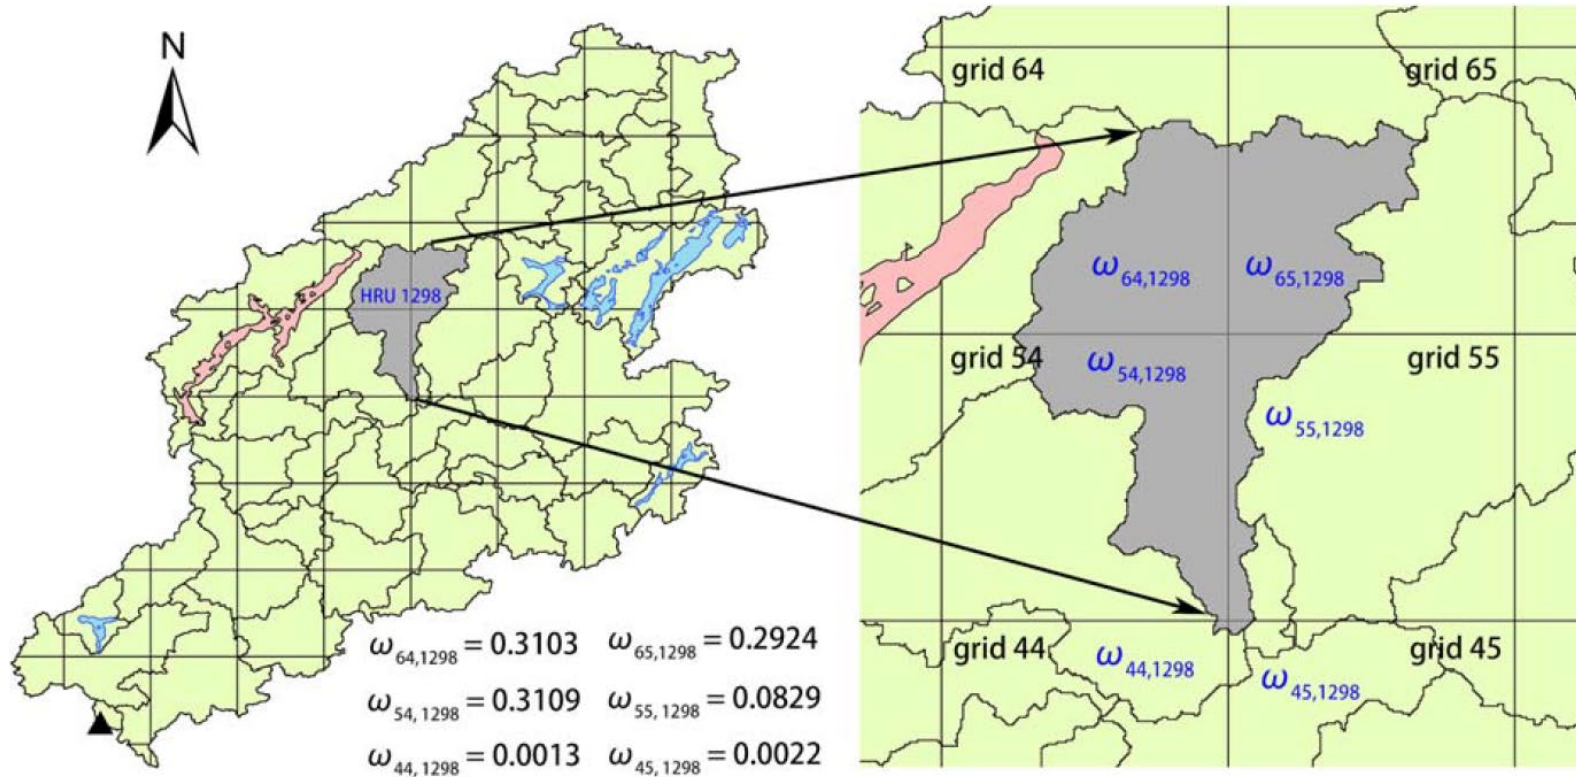 N
HRU 1298
ω64,1298 = 0.3103 ω65,1298 = 0.2924
ω54,1298 = 0.3109 ω55,1298 = 0.0829
ω44,1298 = 0.0013 ω45,1298 = 0.0022
grid 64 grid 65
ω64,1298 ω65,1298
grid 54 grid 55
ω54,1298
ω55,1298
grid 44 grid 45
ω44,1298
ω45,1298